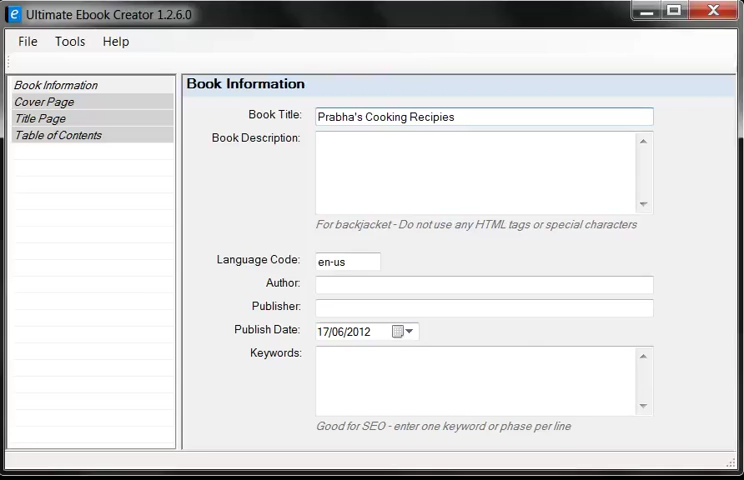 Ultimate Ebook Creator 1.2.6.0
File Tools Help
Book Information
Cover Page
Title Page
Table of Contents
Book Information
Book Title: Prabha's Cooking Recipies
Book Description:
For backjacket - Do not use any HTML tags or special characters
Language Code: en-us
Author:
Publisher:
Publish Date: 17/06/2012
Keywords:
Good for SEO - enter one keyword or phase per line